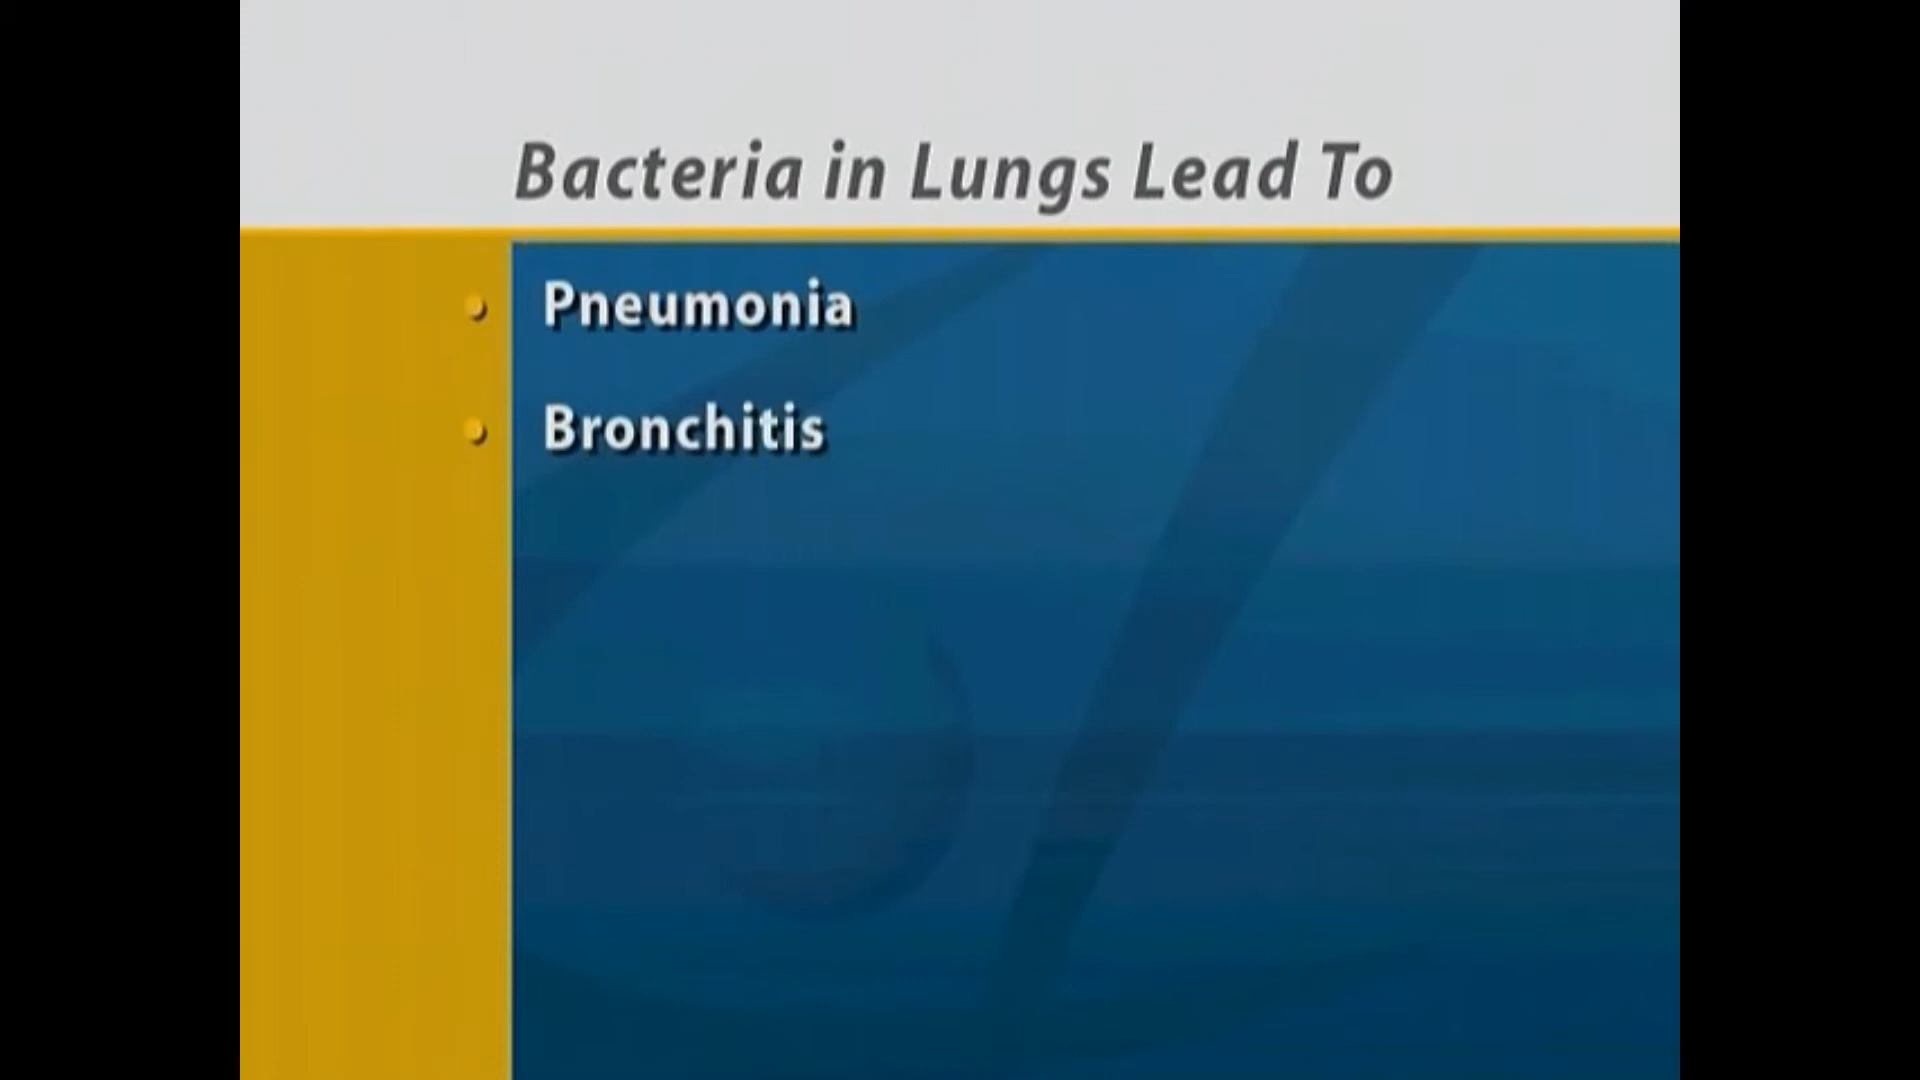 Bacteria in Lungs Lead To
• Pneumonia
• Bronchitis